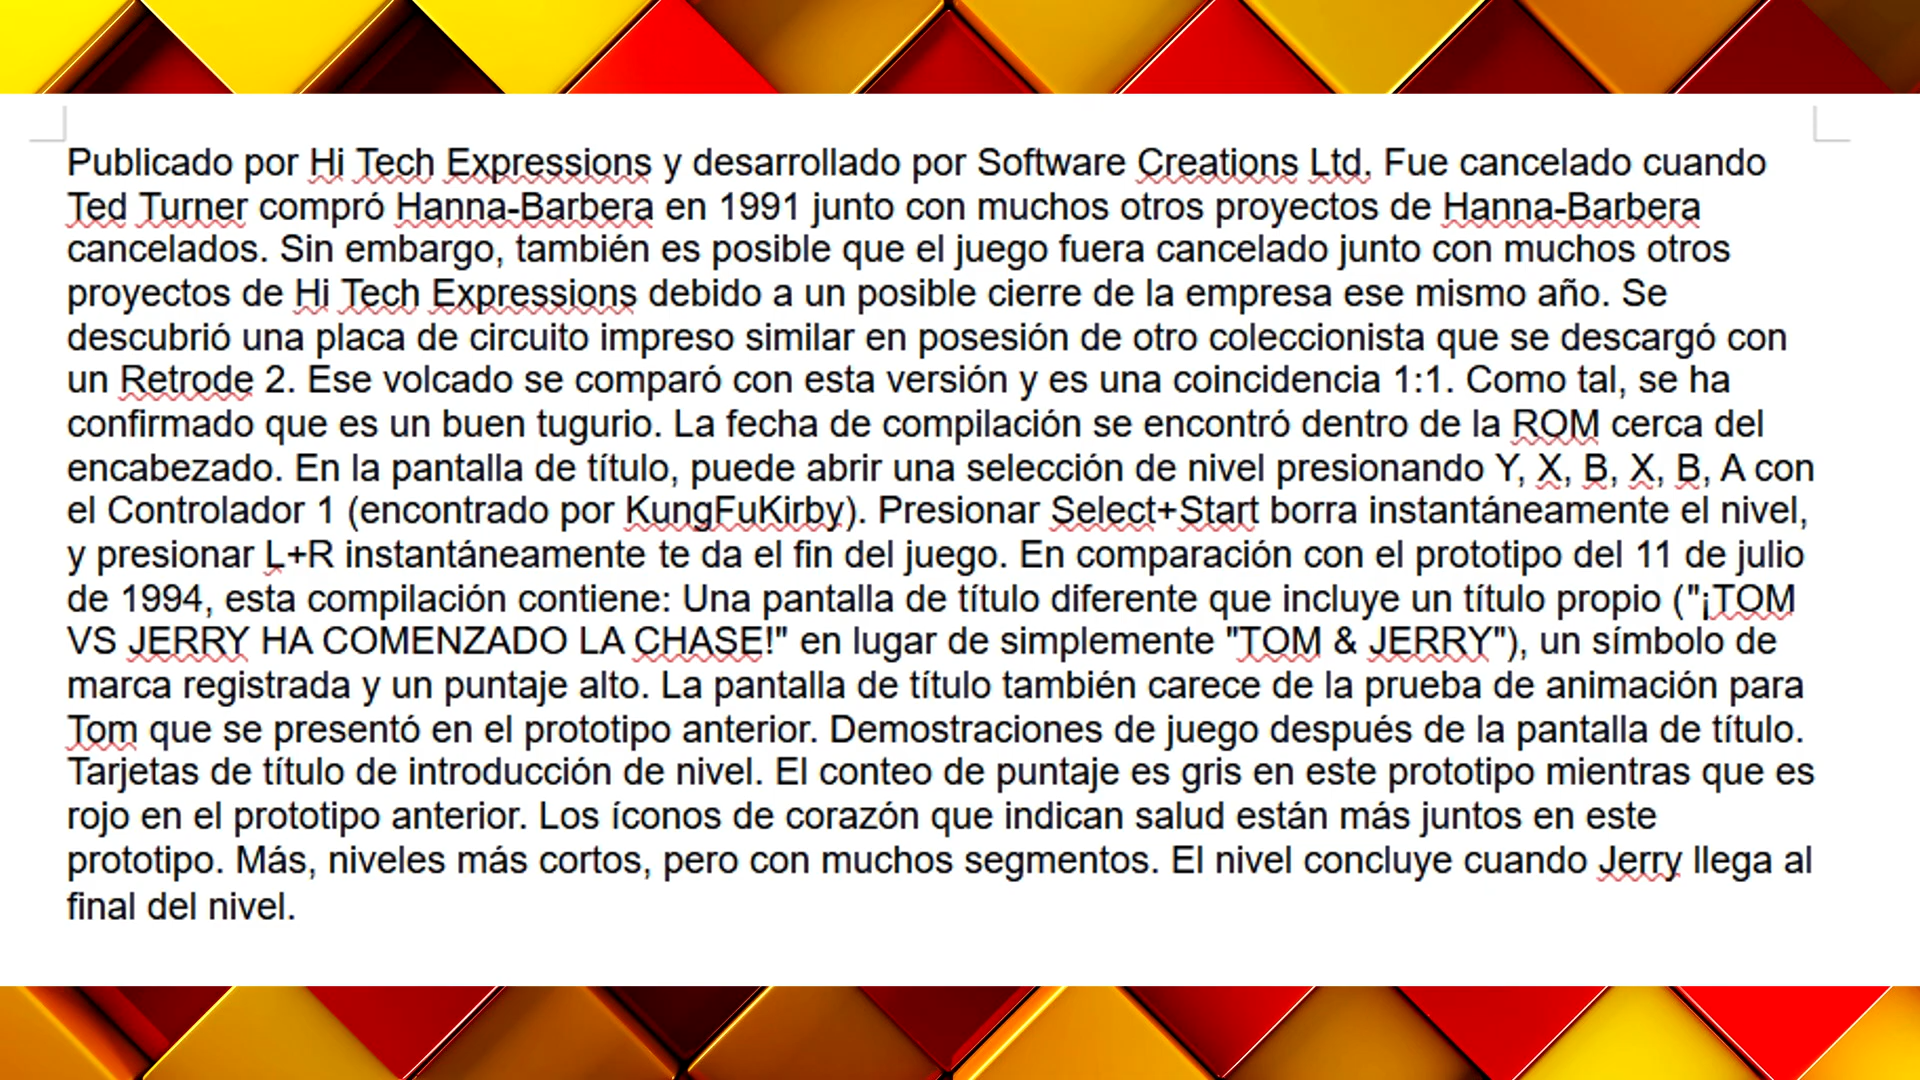 Publicado por Hi Tech Expressions y desarrollado por Software Creations Ltd. Fue cancelado cuando
Ted Turner compró Hanna-Barbera en 1991 junto con muchos otros proyectos de Hanna-Barbera
cancelados. Sin embargo, también es posible que el juego fuera cancelado junto con muchos otros
proyectos de Hi Tech Expressions debido a un posible cierre de la empresa ese mismo año. Se
descubrió una placa de circuito impreso similar en posesión de otro coleccionista que se descargó con
un Retrode 2. Ese volcado se comparó con esta versión y es una coincidencia 1:1. Como tal, se ha
confirmado que es un buen tugurio. La fecha de compilación se encontró dentro de la ROM cerca del
encabezado. En la pantalla de título, puede abrir una selección de nivel presionando Y, X, B, X, B, A con
el Controlador 1 (encontrado por KungFuKirby). Presionar Select+Start borra instantáneamente el nivel,
y presionar L+R instantáneamente te da el fin del juego. En comparación con el prototipo del 11 de julio
de 1994, esta compilación contiene: Una pantalla de título diferente que incluye un título propio ("¡TOM
VS JERRY HA COMENZADO LA CHASE!" en lugar de simplemente "TOM & JERRY"), un símbolo de
marca registrada y un puntaje alto. La pantalla de título también carece de la prueba de animación para
Tom que se presentó en el prototipo anterior. Demostraciones de juego después de la pantalla de título.
Tarjetas de título de introducción de nivel. El conteo de puntaje es gris en este prototipo mientras que es
rojo en el prototipo anterior. Los íconos de corazón que indican salud están más juntos en este
prototipo. Más, niveles más cortos, pero con muchos segmentos. El nivel concluye cuando Jerry llega al
final del nivel.